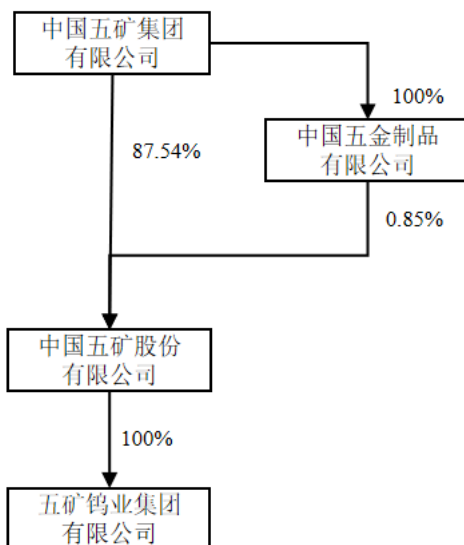 中国五矿集团
有限公司
100%
中国五金制品
有限公司
87.54%
0.85%
中国五矿股份
有限公司
100%
五矿钨业集团
有限公司